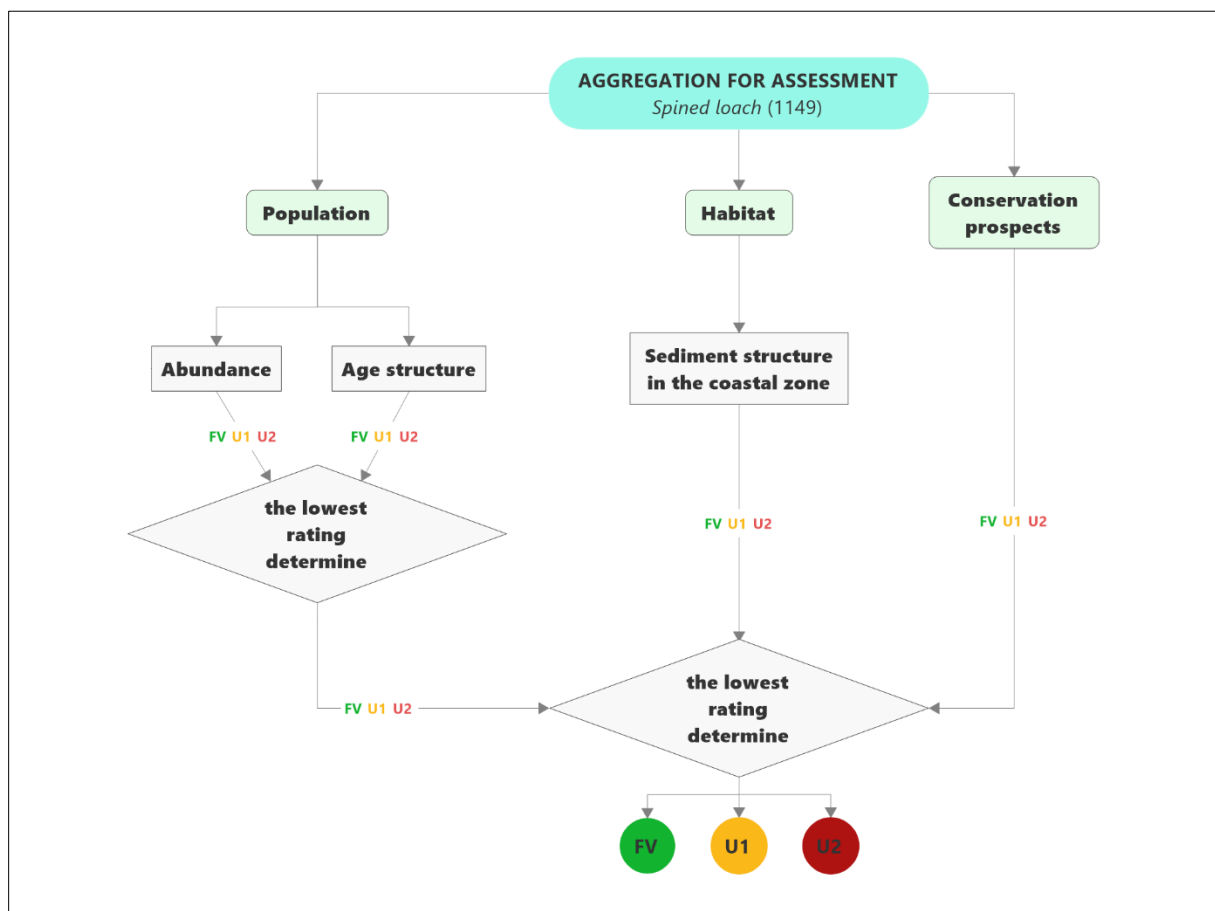 AGGREGATION FOR ASSESSMENT
Spined loach (1149)
Population
Habitat
Conservation
prospects
Abundance
Age structure
Sediment structure
in the coastal zone
FV U1 U2
FV U1 U2
the lowest
rating
determine
FV U1 U2
FV U1 U2
the lowest
rating
determine
FV U1 U2
FV
U1
U2